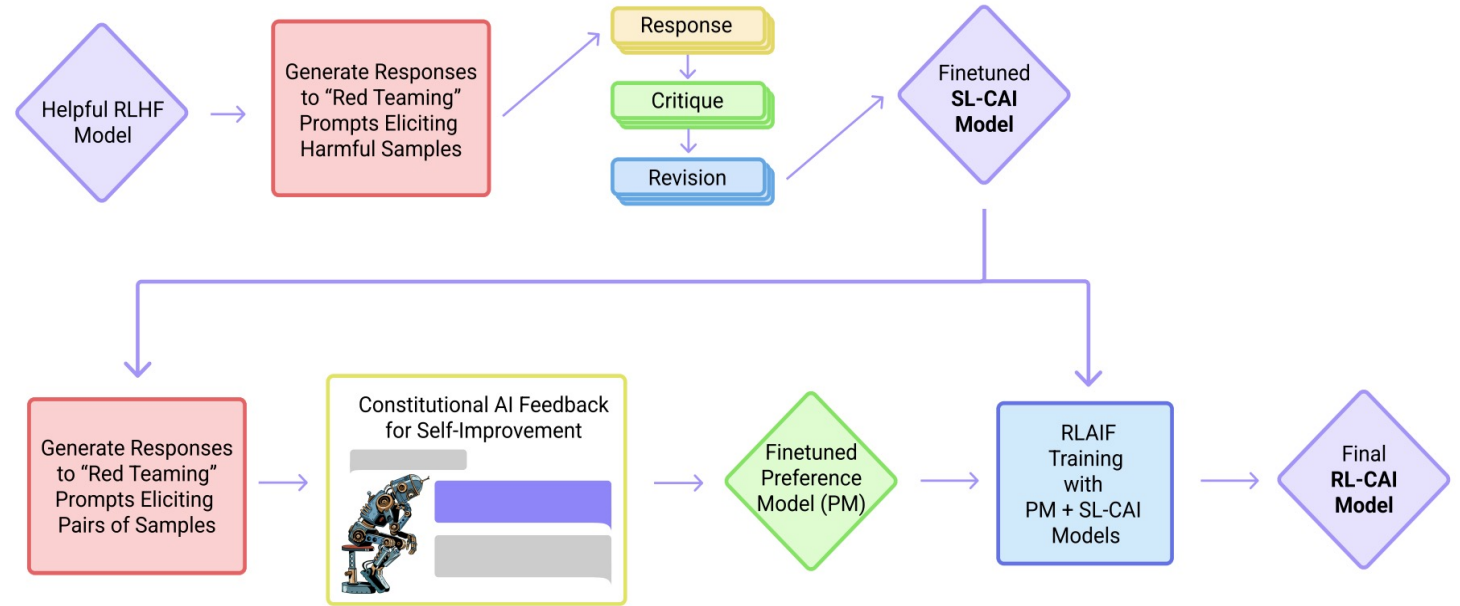 Helpful RLHF
Model
Generate Responses
to “Red Teaming”
Prompts Eliciting
Harmful Samples
Response
Critique
Revision
Finetuned
SL-CAI
Model
Generate Responses
to “Red Teaming”
Prompts Eliciting
Pairs of Samples
Constitutional AI Feedback
for Self-Improvement
Finetuned
Preference
Model (PM)
RLAIF
Training
with
PM + SL-CAI
Models
Final
RL-CAI
Model